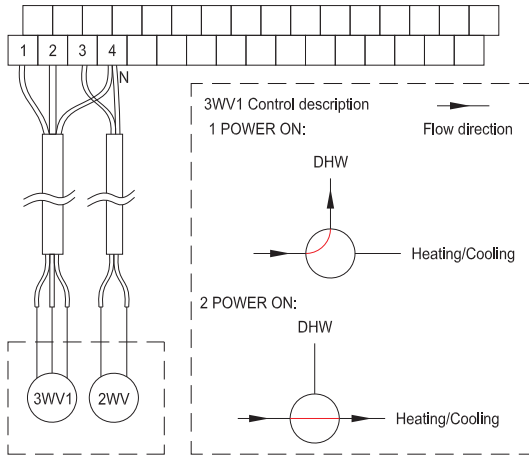 1 2 3 4
N
3WV1 Control description
Flow direction
1 POWER ON:
DHW
Heating/Cooling
2 POWER ON:
DHW
Heating/Cooling
3WV1 2WV